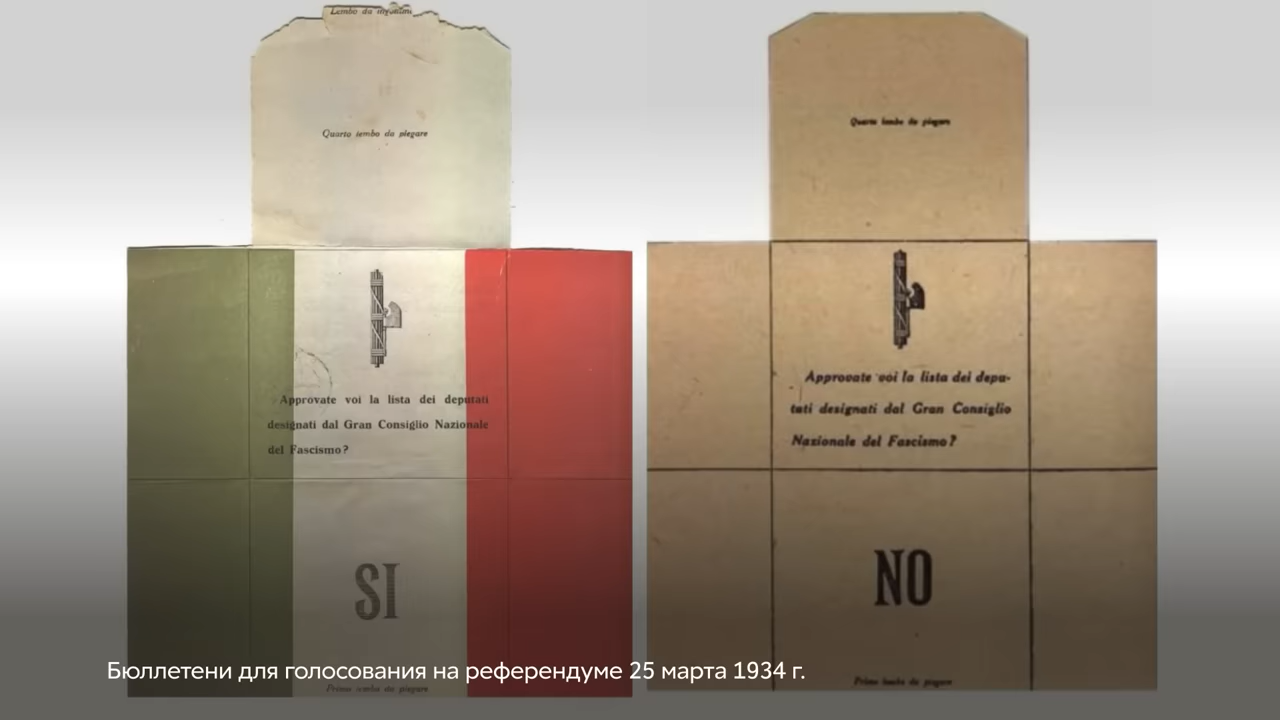 Lembo da
Quarto lembo da piegare
Approvate voi la lista dei deputati
designati dal Gran Consiglio Nazionale
del Fascismo?
SI
Primo lembo da piegare
Quarto lembo da piegare
Approvate voi la lista dei depu-
tati designati dal Gran Consiglio
Nazionale del Fascismo?
NO
Primo lembo da piegare
Бюллетени для голосования на референдуме 25 марта 1934 г.